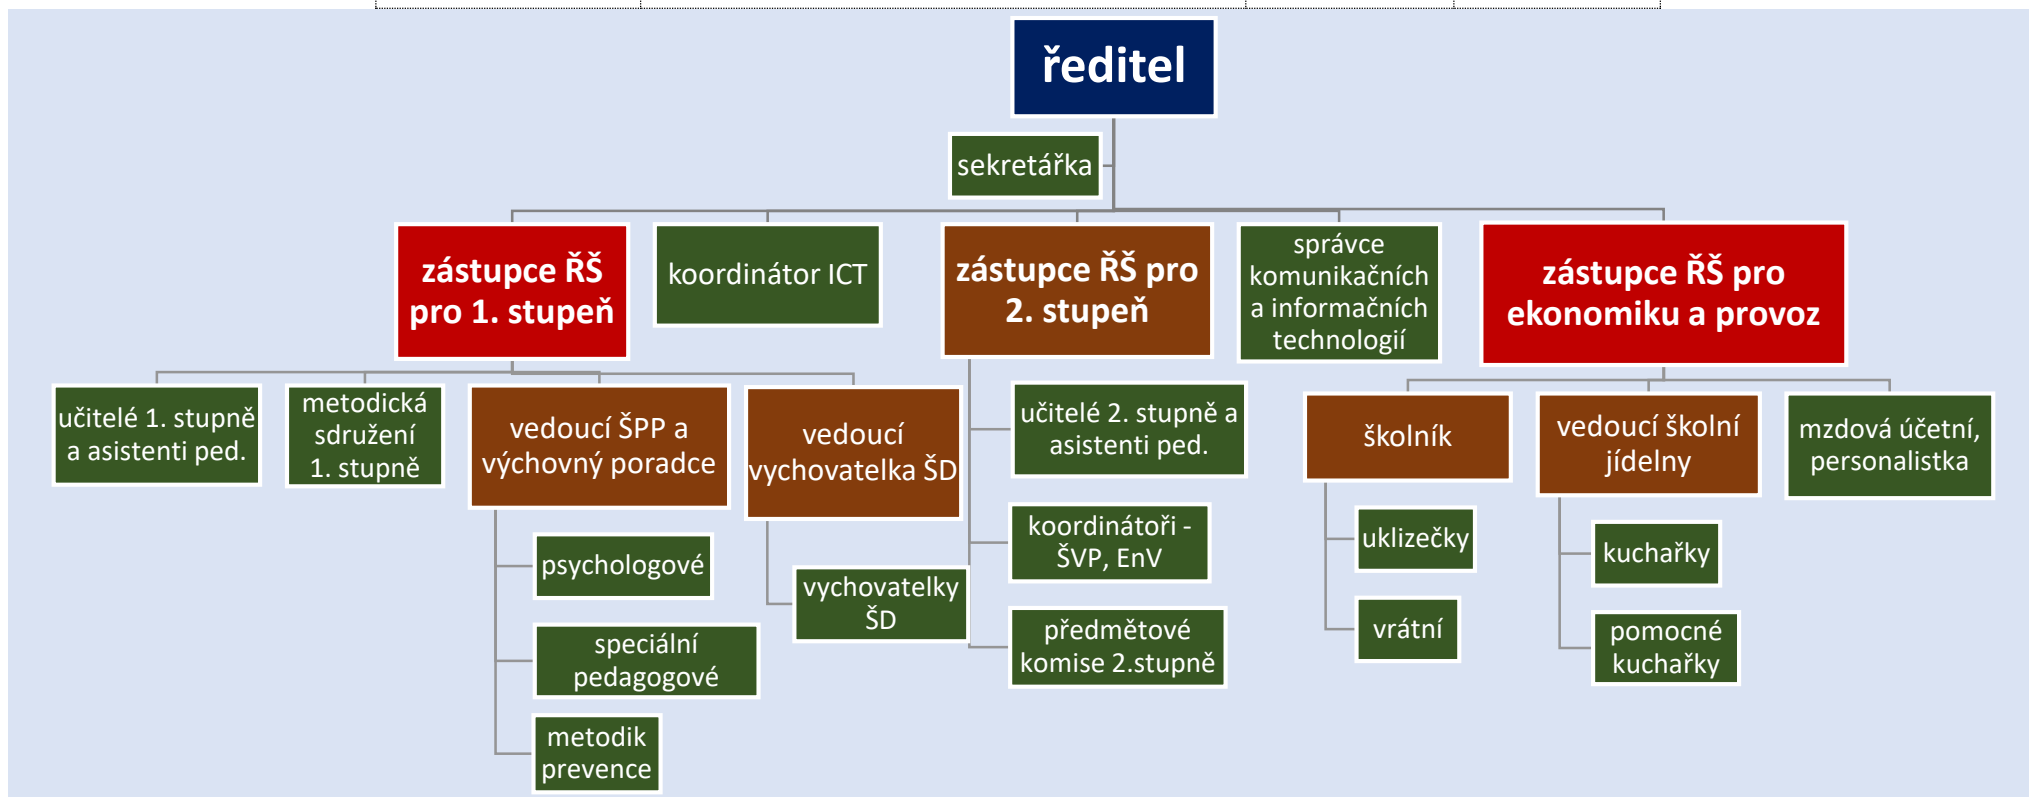 ředitel
sekretářka
zástupce ŘŠ
pro 1. stupeň
koordinátor ICT
zástupce ŘŠ pro
2. stupeň
správce
komunikačních
a informačních
technologií
zástupce ŘŠ pro
ekonomiku a provoz
učitelé 1. stupně
a asistenti ped.
metodická
sdružení
1. stupně
vedoucí ŠPP a
výchovný poradce
vedoucí
vychovatelka ŠD
učitelé 2. stupně a
asistenti ped.
školník
vedoucí školní
jídelny
mzdová účetní,
personalistka
psychologové
speciální
pedagogové
metodik
prevence
vychovatelky
ŠD
koordinátoři -
ŠVP, EnV
předmětové
komise 2.stupně
uklizečky
vrátní
kuchařky
pomocné
kuchařky